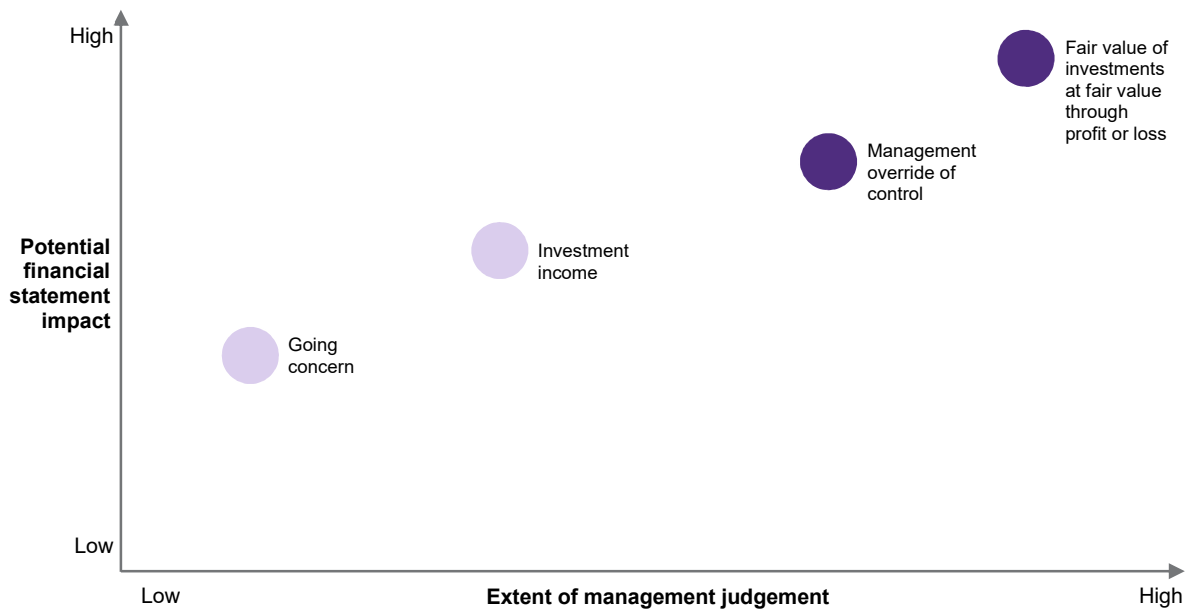 High
Fair value of
investments
at fair value
through
profit or loss
Management
override of
control
Potential
financial
statement
impact
Investment
income
Going
concern
Low
Low
Extent of management judgement
High